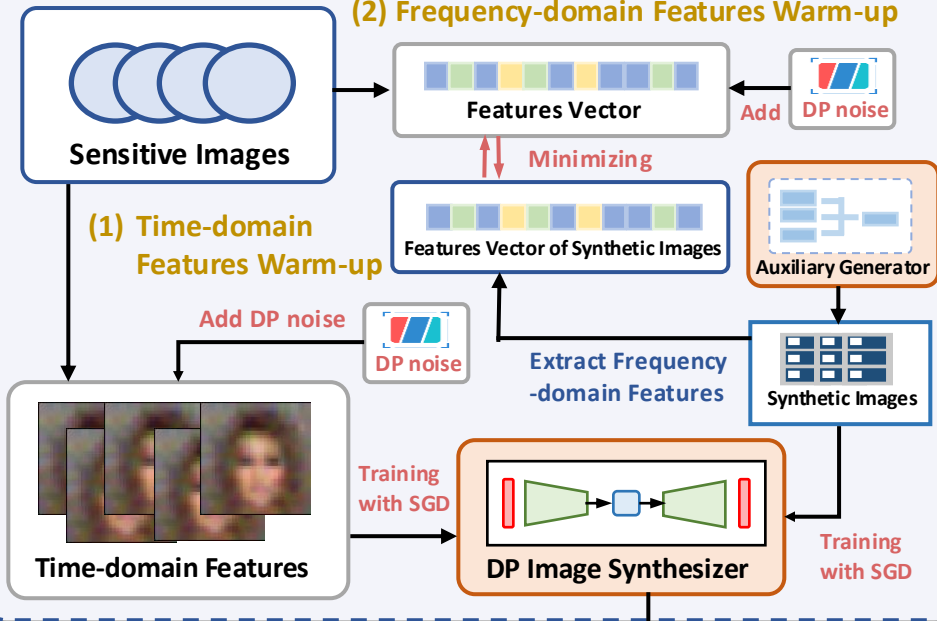 (2) Frequency-domain Features Warm-up
Sensitive Images
Features Vector
Add
DP noise
Minimizing
(1) Time-domain
Features Warm-up
Features Vector of Synthetic Images
Auxiliary Generator
Add DP noise
DP noise
Extract Frequency
-domain Features
Synthetic Images
Training
with SGD
Time-domain Features
DP Image Synthesizer
Training
with SGD